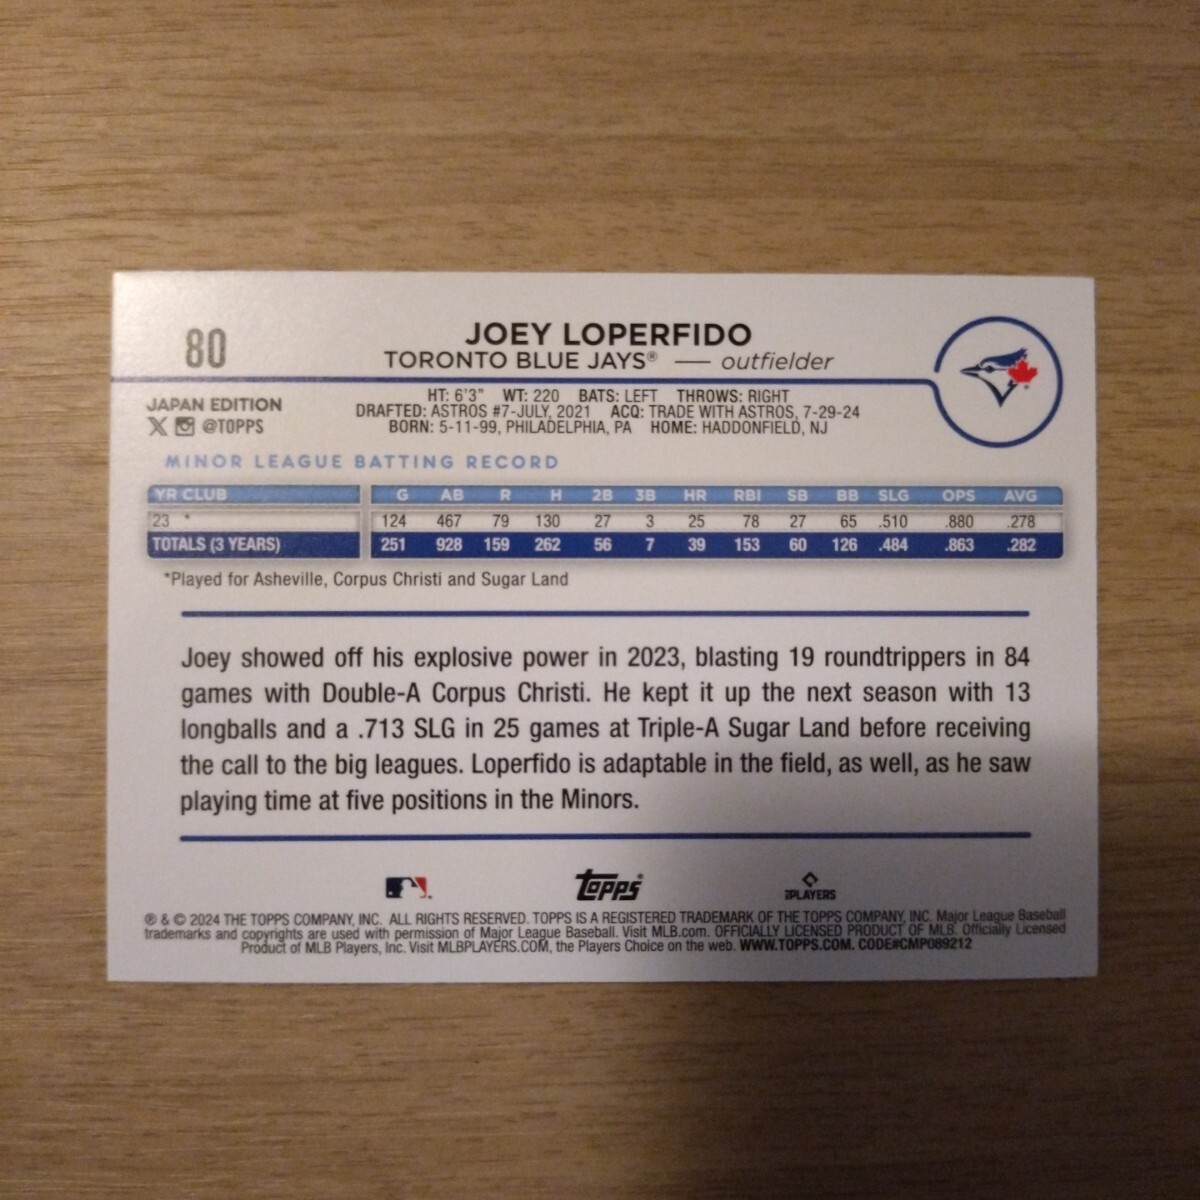 80
JOEY LOPERFIDO
TORONTO BLUE JAYS® — outfielder
JAPAN EDITION
@TOPPS
HT: 6'3" WT: 220 BATS: LEFT THROWS: RIGHT
DRAFTED: ASTROS #7-JULY, 2021 ACQ: TRADE WITH ASTROS, 7-29-24
BORN: 5-11-99, PHILADELPHIA, PA HOME: HADDONFIELD, NJ
MINOR LEAGUE BATTING RECORD
YR CLUB G AB R H 2B 3B HR RBI SB BB SLG OPS AVG
23 * 124 467 79 130 27 3 25 78 27 65 .510 .880 .278
TOTALS (3 YEARS) 251 928 159 262 56 7 39 153 60 126 .484 .863 .282
*Played for Asheville, Corpus Christi and Sugar Land
Joey showed off his explosive power in 2023, blasting 19 roundtrippers in 84
games with Double-A Corpus Christi. He kept it up the next season with 13
longballs and a .713 SLG in 25 games at Triple-A Sugar Land before receiving
the call to the big leagues. Loperfido is adaptable in the field, as well, as he saw
playing time at five positions in the Minors.
Topps®
PLAYERS
® & © 2024 THE TOPPS COMPANY, INC. ALL RIGHTS RESERVED. TOPPS IS A REGISTERED TRADEMARK OF THE TOPPS COMPANY, INC. Major League Baseball
trademarks and copyrights are used with permission of Major League Baseball. Visit MLB.com. OFFICIALLY LICENSED PRODUCT OF MLB. Officially Licensed
Product of MLB Players, Inc. Visit MLBPLAYERS.COM, the Players Choice on the web. WWW.TOPPS.COM. CODE#CMP089212